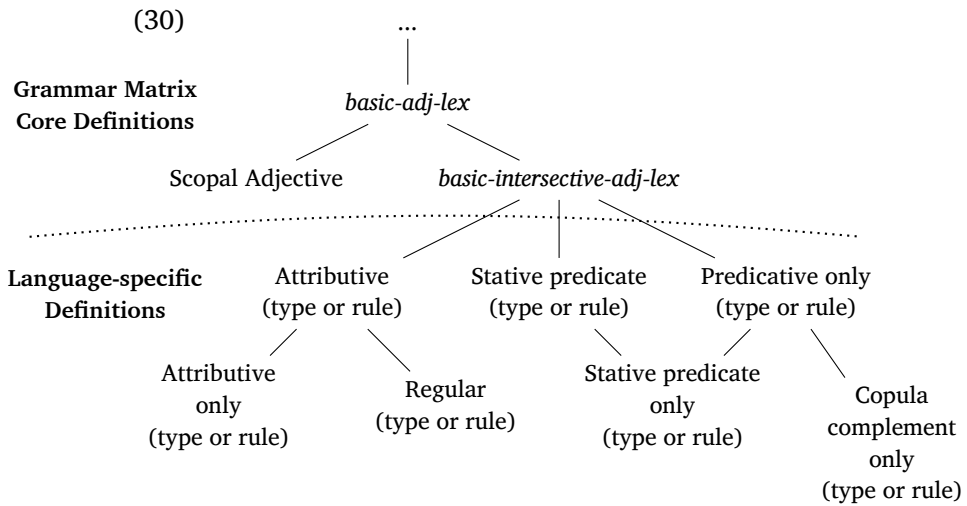 (30)
...
Grammar Matrix
Core Definitions
basic-adj-lex
Scopal Adjective
basic-intersective-adj-lex
Language-specific
Definitions
Attributive
(type or rule)
Stative predicate
(type or rule)
Predicative only
(type or rule)
Attributive
only
(type or rule)
Regular
(type or rule)
Stative predicate
only
(type or rule)
Copula
complement
only
(type or rule)